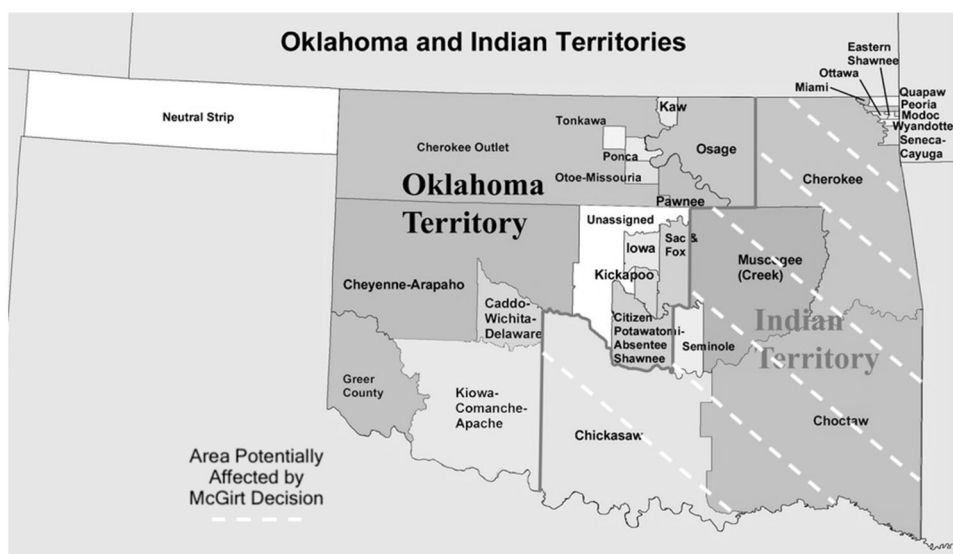 Oklahoma and Indian Territories
Eastern
Shawnee
Ottawa
Miami
Quapaw
Peoria
Modoc
Wyandotte
Seneca-
Cayuga
Kaw
Neutral Strip
Tonkawa
Cherokee Outlet
Ponca
Osage
Otoe-Missouria
Cherokee
Oklahoma
Territory
Pawnee
Unassigned
Iowa
Sac &
Fox
Kickapoo
Muscogee
(Creek)
Cheyenne-Arapaho
Caddo-
Wichita-
Delaware
Citizen
Potawatomi-
Absentee
Shawnee
Seminole
Indian
Territory
Greer
County
Kiowa-
Comanche-
Apache
Chickasaw
Choctaw
Area Potentially
Affected by
McGirt Decision